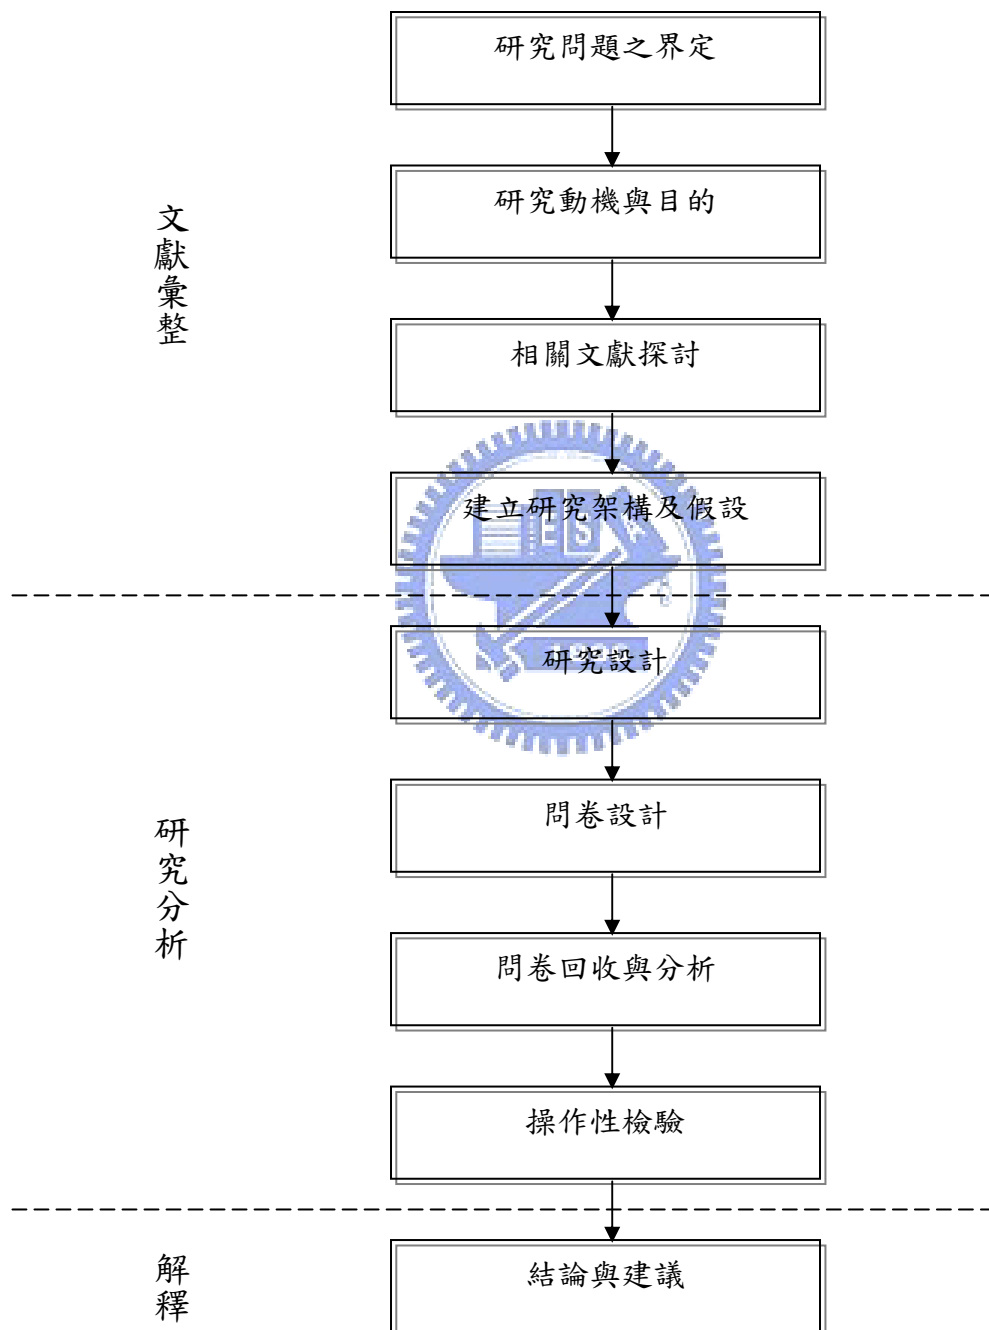 研究問題之界定
研究動機與目的
文獻彙整
相關文獻探討
建立研究架構及假設
ES
研究設計
問卷設計
研究分析
問卷回收與分析
操作性檢驗
結論與建議
解釋